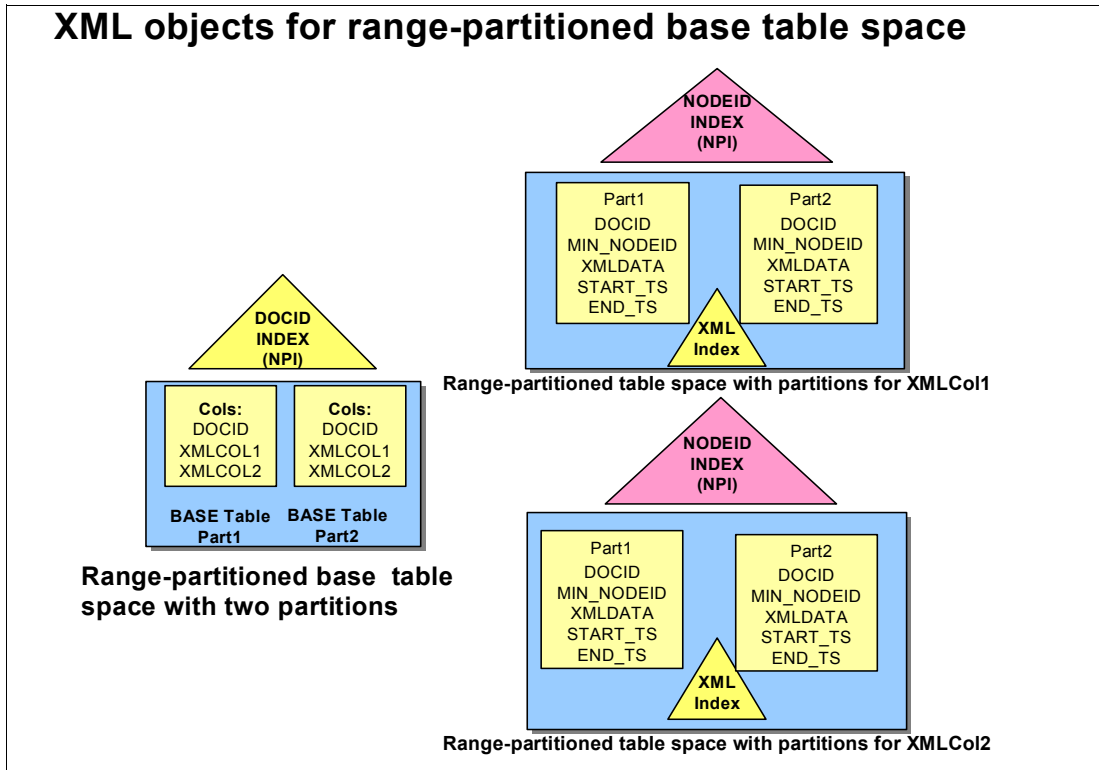 XML objects for range-partitioned base table space
NODEID
INDEX
(NPI)
Part1
DOCID
MIN_NODEID
XMLDATA
START_TS
END_TS
Part2
DOCID
MIN_NODEID
XMLDATA
START_TS
END_TS
XML
Index
Range-partitioned table space with partitions for XMLCol1
DOCID
INDEX
(NPI)
Cols:
DOCID
XMLCOL1
XMLCOL2
Cols:
DOCID
XMLCOL1
XMLCOL2
BASE Table
Part1
BASE Table
Part2
Range-partitioned base table
space with two partitions
NODEID
INDEX
(NPI)
Part1
DOCID
MIN_NODEID
XMLDATA
START_TS
END_TS
Part2
DOCID
MIN_NODEID
XMLDATA
START_TS
END_TS
XML
Index
Range-partitioned table space with partitions for XMLCol2